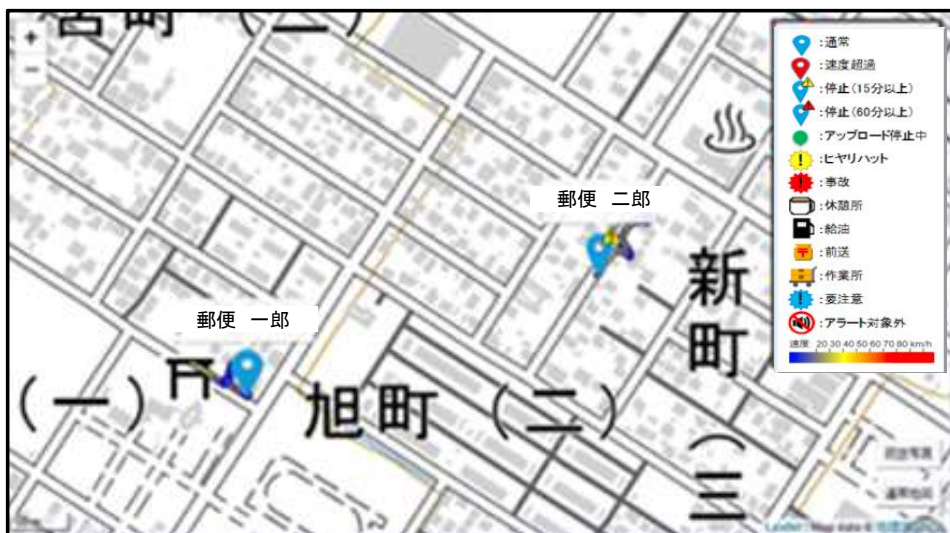 宮町（二）
+
−
:通常
:速度超過
:停止(15分以上)
:停止(60分以上)
:アップロード停止中
:ヒヤリハット
:事故
:休憩所
:給油
:前送
:作業所
:要注意
:アラート対象外
速度: 20 30 40 50 60 70 80 km/h
郵便 二郎
郵便 一郎
新町（三
（一）
旭町（二）
Leaflet | Map data ©